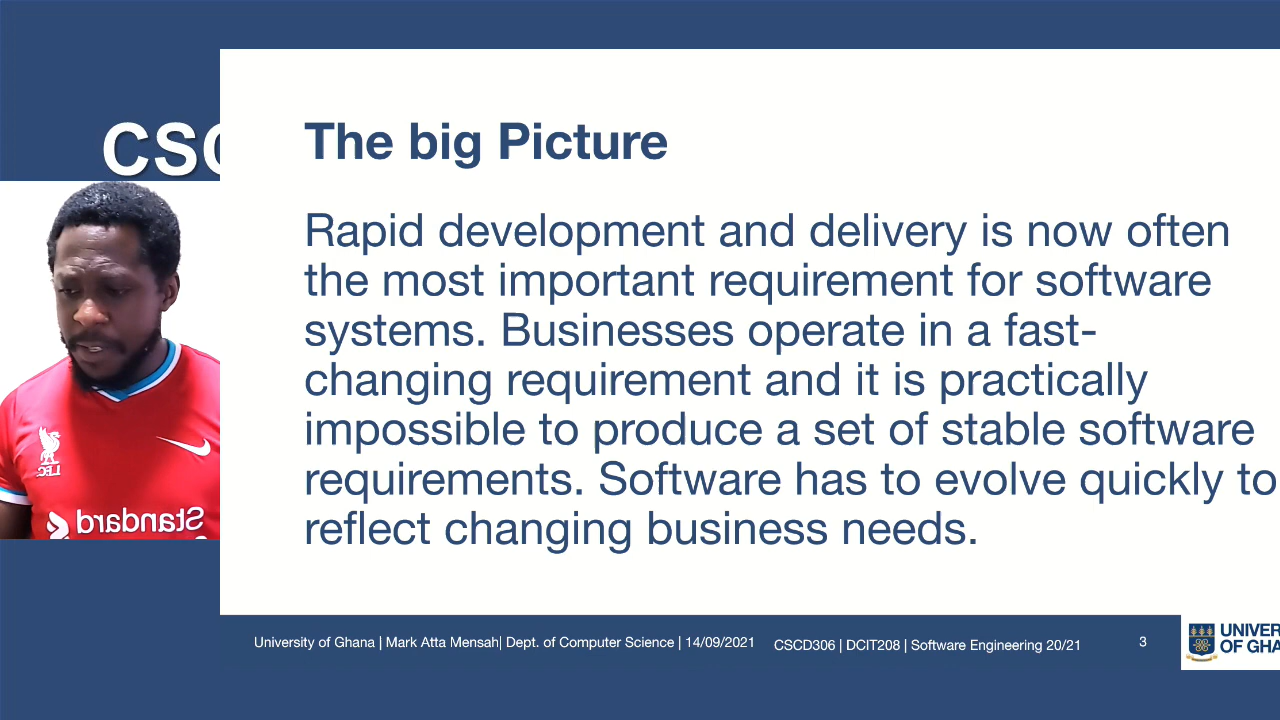 CSC
The big Picture
Rapid development and delivery is now often
the most important requirement for software
systems. Businesses operate in a fast-
changing requirement and it is practically
impossible to produce a set of stable software
requirements. Software has to evolve quickly to
reflect changing business needs.
LFC
Standard
University of Ghana | Mark Atta Mensah| Dept. of Computer Science | 14/09/2021
CSCD306 | DCIT208 | Software Engineering 20/21
3
UNIVER
OF GHA